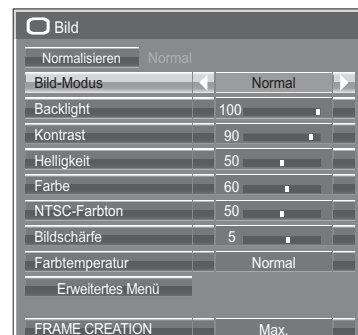 Bild
Normalisieren Normal
Bild-Modus Normal
Backlight 100
Kontrast 90
Helligkeit 50
Farbe 60
NTSC-Farbton 50
Bildschärfe 5
Farbtemperatur Normal
Erweitertes Menü
FRAME CREATION Max.